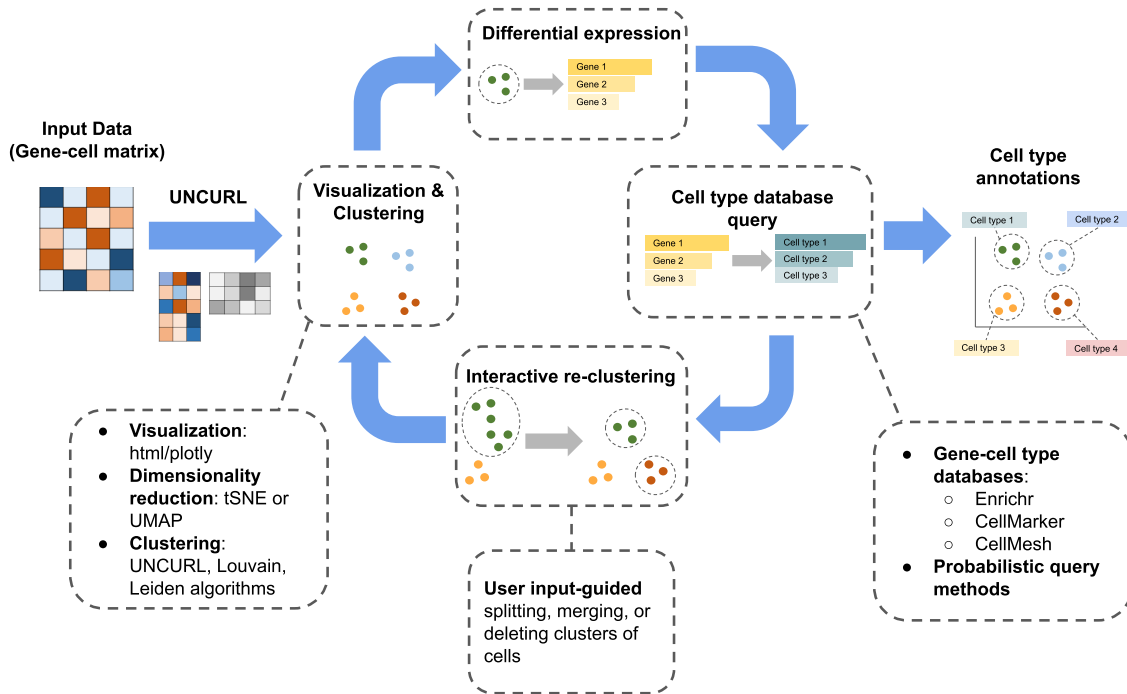 Input Data
(Gene-cell matrix)
UNCURL
Visualization &
Clustering
Differential expression
Gene 1
Gene 2
Gene 3
Cell type database
query
Gene 1
Gene 2
Gene 3
Cell type 1
Cell type 2
Cell type 3
Cell type
annotations
Cell type 1
Cell type 2
Cell type 3
Cell type 4
Interactive re-clustering
● Visualization:
html/plotly
● Dimensionality
reduction: tSNE or
UMAP
● Clustering:
UNCURL, Louvain,
Leiden algorithms
User input-guided
splitting, merging, or
deleting clusters of
cells
● Gene-cell type
databases:
○ Enrichr
○ CellMarker
○ CellMesh
● Probabilistic query
methods